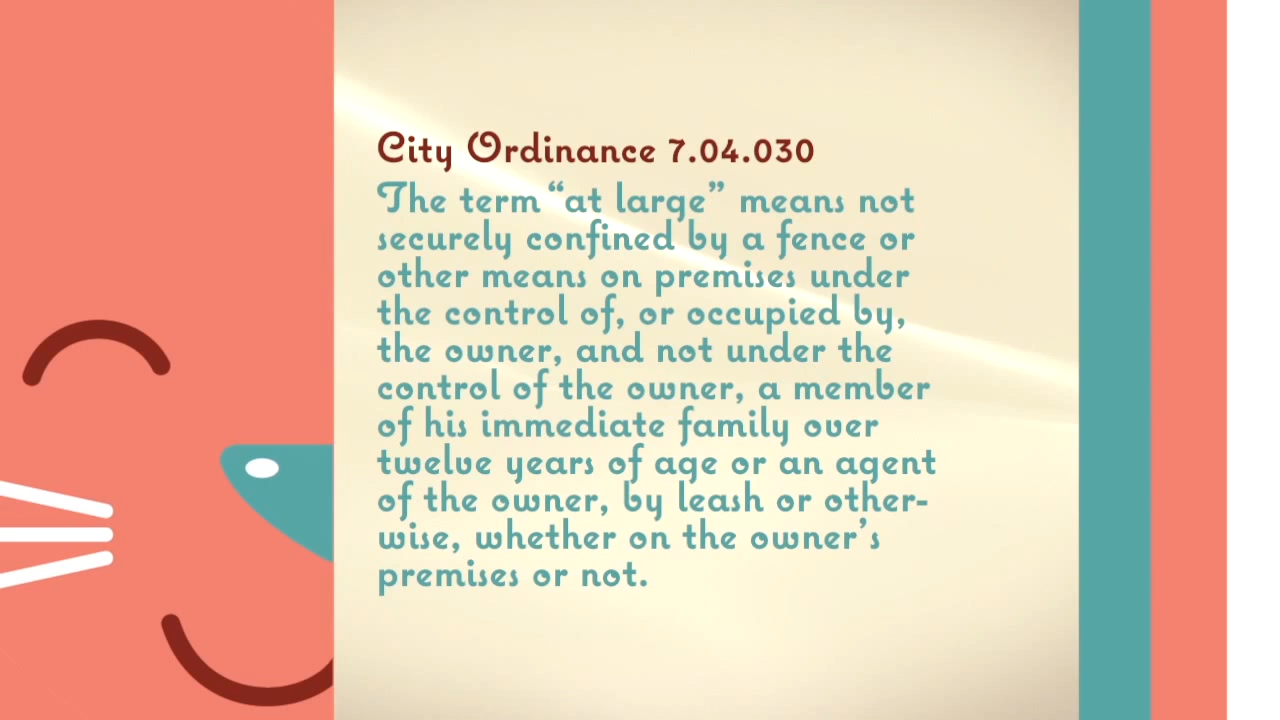 City Ordinance 7.04.030
The term “at large” means not
securely confined by a fence or
other means on premises under
the control of, or occupied by,
the owner, and not under the
control of the owner, a member
of his immediate family over
twelve years of age or an agent
of the owner, by leash or other-
wise, whether on the owner’s
premises or not.